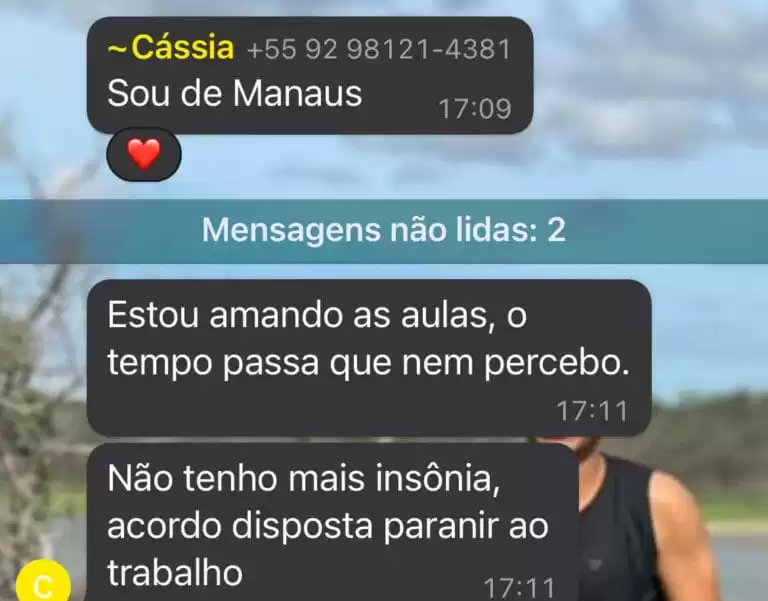 ~Cássia +55 92 98121-4381
Sou de Manaus
17:09
Mensagens não lidas: 2
Estou amando as aulas, o
tempo passa que nem percebo.
17:11
Não tenho mais insônia,
acordo disposta paranir ao
trabalho
17:11
C